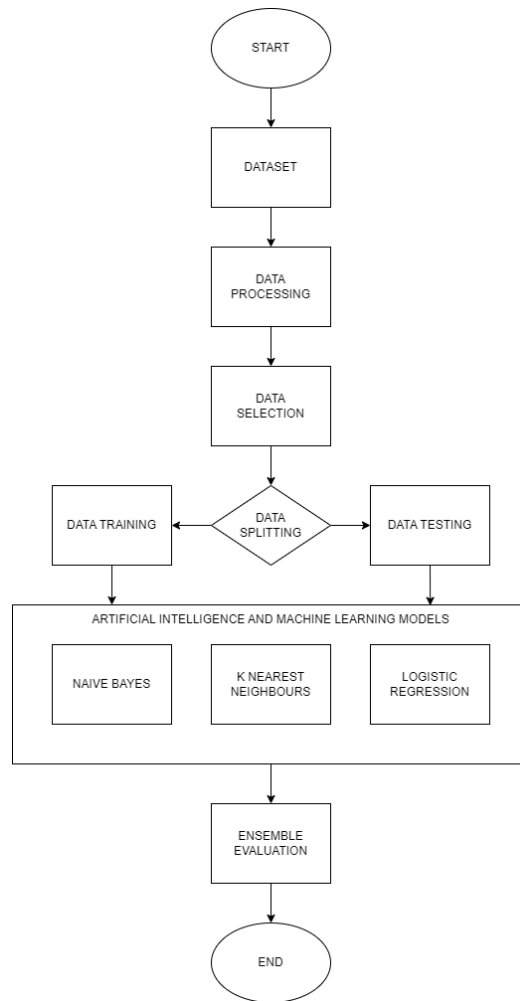 START
DATASET
DATA
PROCESSING
DATA
SELECTION
DATA TRAINING
DATA
SPLITTING
DATA TESTING
ARTIFICIAL INTELLIGENCE AND MACHINE LEARNING MODELS
NAIVE BAYES
K NEAREST
NEIGHBOURS
LOGISTIC
REGRESSION
ENSEMBLE
EVALUATION
END